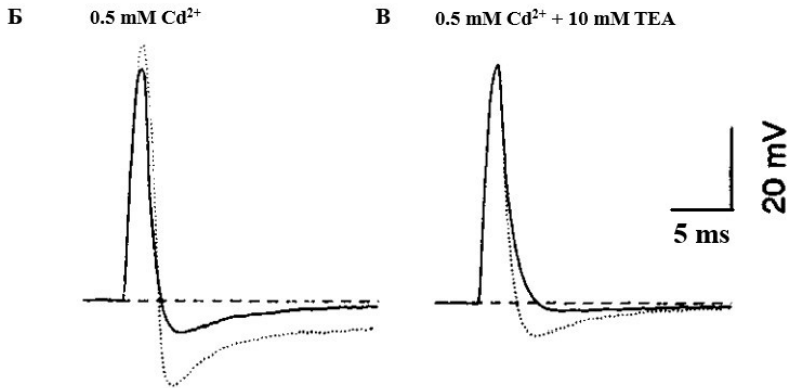 Б
0.5 mM Cd²⁺
В
0.5 mM Cd²⁺ + 10 mM TEA
20 mV
5 ms